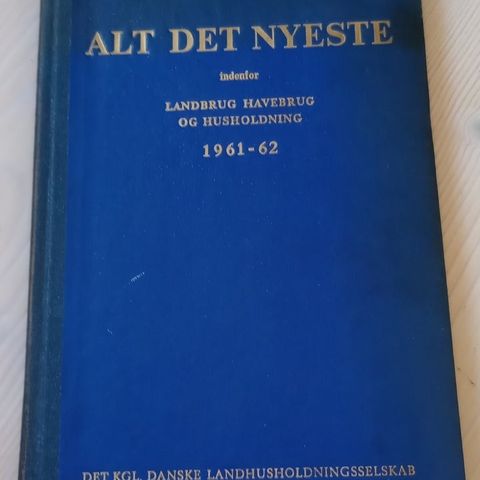 ALT DET NYESTE
indenfor
LANDBRUG HAVEBRUG
OG HUSHOLDNING
1961-62
DET KGL. DANSKE LANDHUSHOLDNINGSSELSKAB